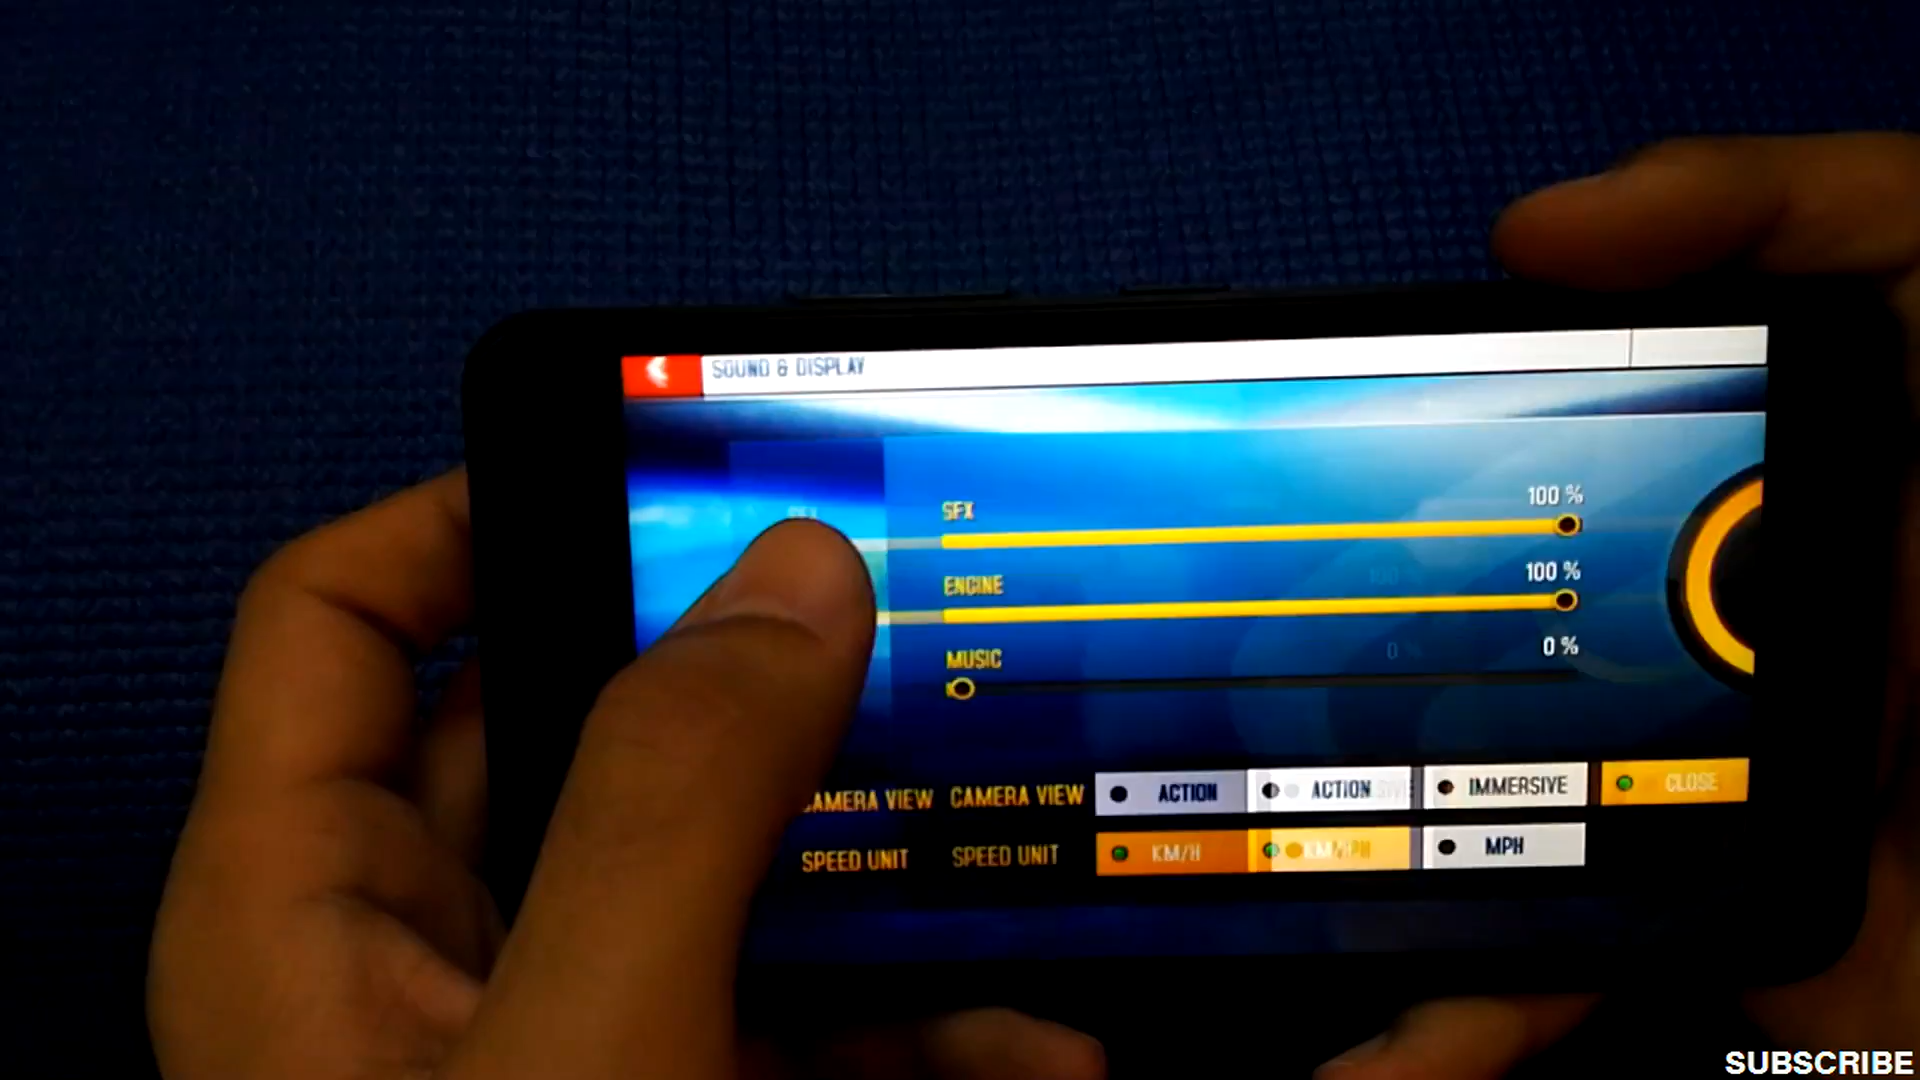 SOUND & DISPLAY
SFX 100 %
ENGINE 100 %
MUSIC 0 % 0 %
CAMERA VIEW CAMERA VIEW ACTION ACTION IMMERSIVE CLOSE
SPEED UNIT SPEED UNIT KM/H MPH
SUBSCRIBE